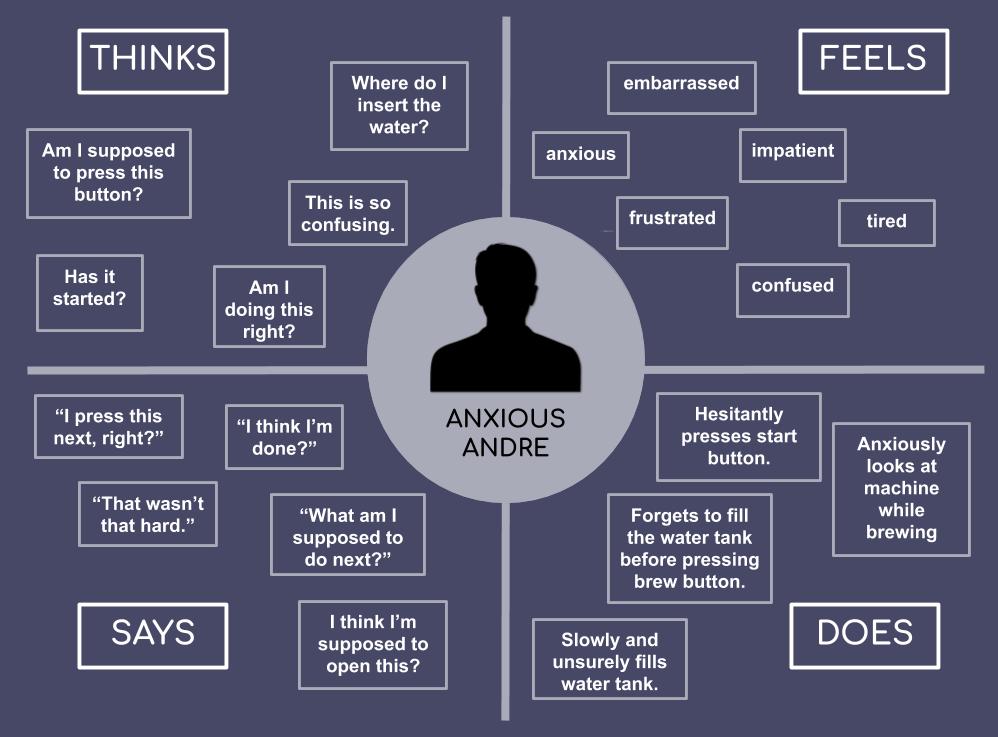 THINKS
Where do I
insert the
water?
Am I supposed
to press this
button?
This is so
confusing.
Has it
started?
Am I
doing this
right?
FEELS
embarrassed
anxious
impatient
frustrated
tired
confused
ANXIOUS
ANDRE
“I press this
next, right?”
“I think I’m
done?”
“That wasn’t
that hard.”
“What am I
supposed to
do next?”
I think I’m
supposed to
open this?
SAYS
Hesitantly
presses start
button.
Anxiously
looks at
machine
while
brewing
Forgets to fill
the water tank
before pressing
brew button.
Slowly and
unsurely fills
water tank.
DOES